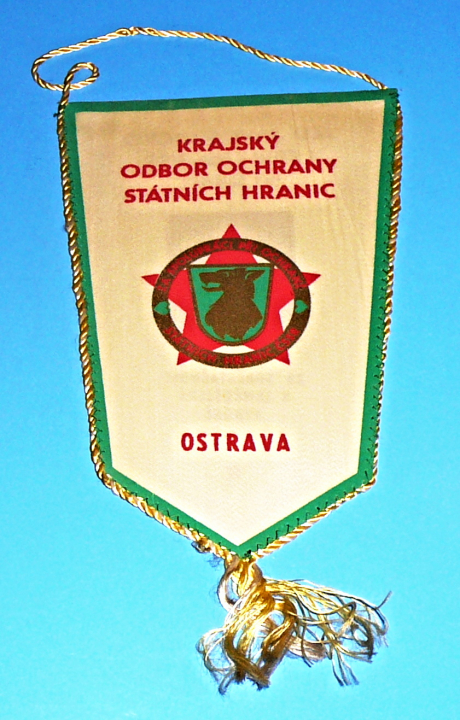 KRAJSKÝ
ODBOR OCHRANY
STÁTNÍCH HRANIC
OSTRAVA